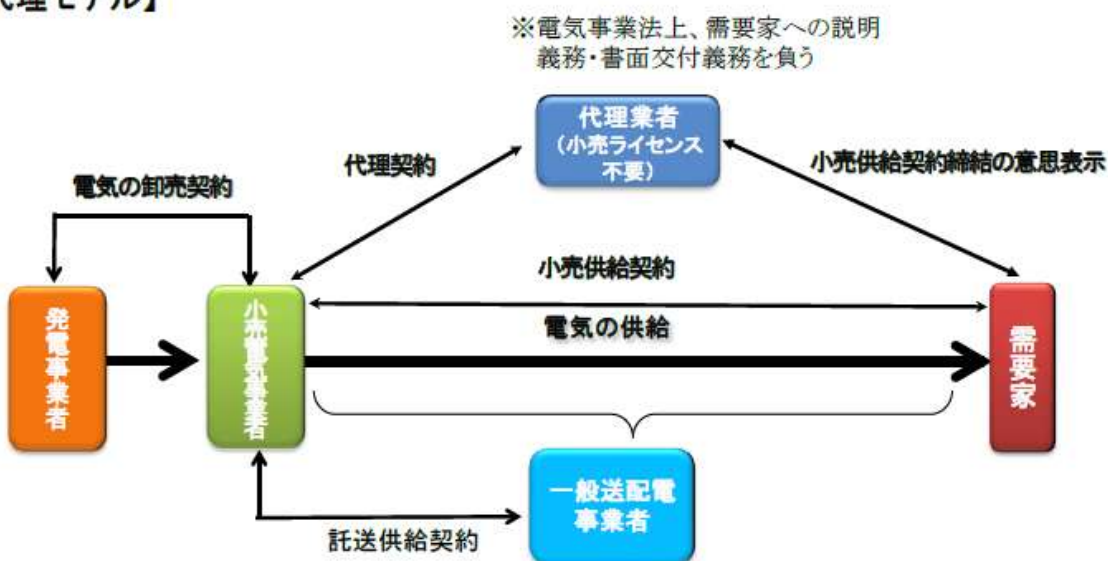 代理モデル】
※電気事業法上、需要家への説明
義務・書面交付義務を負う
代理業者
（小売ライセンス
不要）
代理契約
小売供給契約締結の意思表示
電気の卸売契約
小売供給契約
発電事業者
小売電気事業者
電気の供給
需要家
一般送配電
事業者
託送供給契約